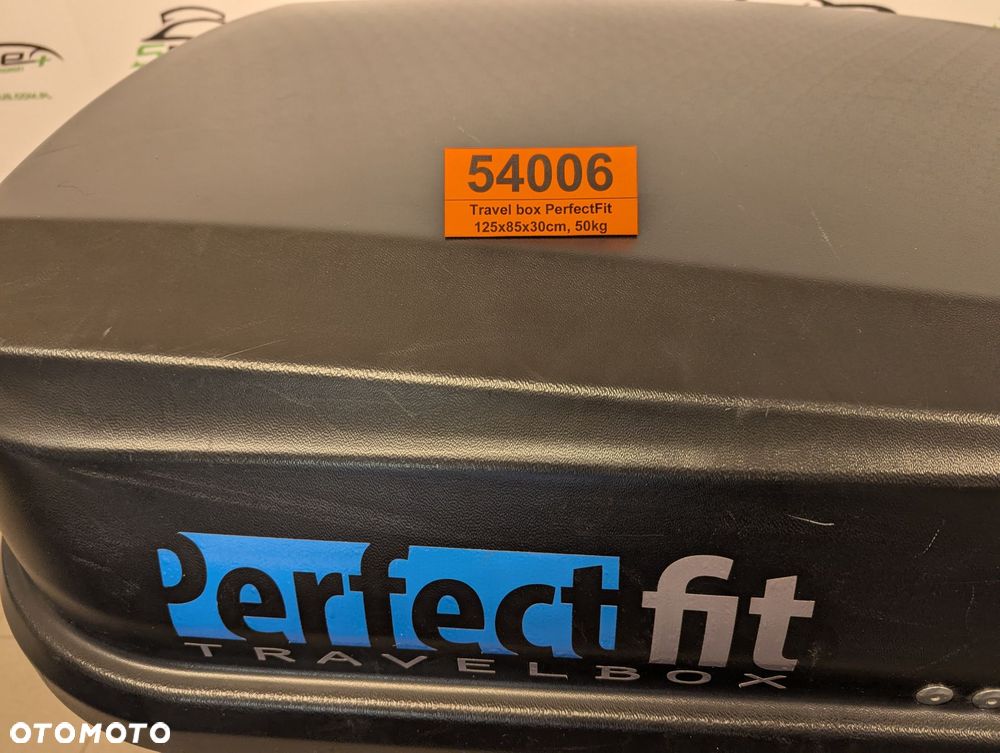 54006
Travel box PerfectFit
125x85x30cm, 50kg
Perfectfit
TRAVELBOX
OTOMOTO